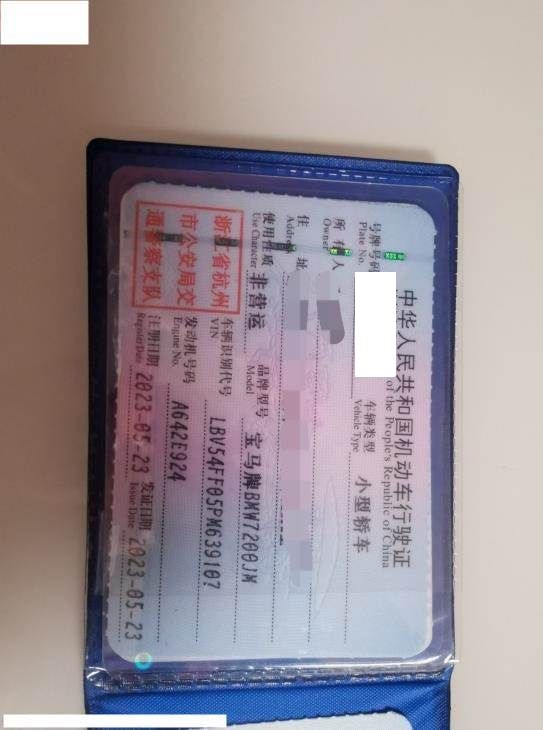 中华人民共和国机动车行驶证
of the People's Republic of China
号牌号码
Plate No.
车辆类型 小型轿车
Vehicle Type
所有人
Owner
住址
Address
使用性质 非营运 品牌型号 宝马牌BMW7200JM
Use Character Model
浙江省杭州
市公安局交
通警察支队
车辆识别代号 LBV54FF05PM639107
VIN
发动机号码 A642E924
Engine No.
注册日期 2023-05-23 发证日期 2023-05-23
Register Date Issue Date